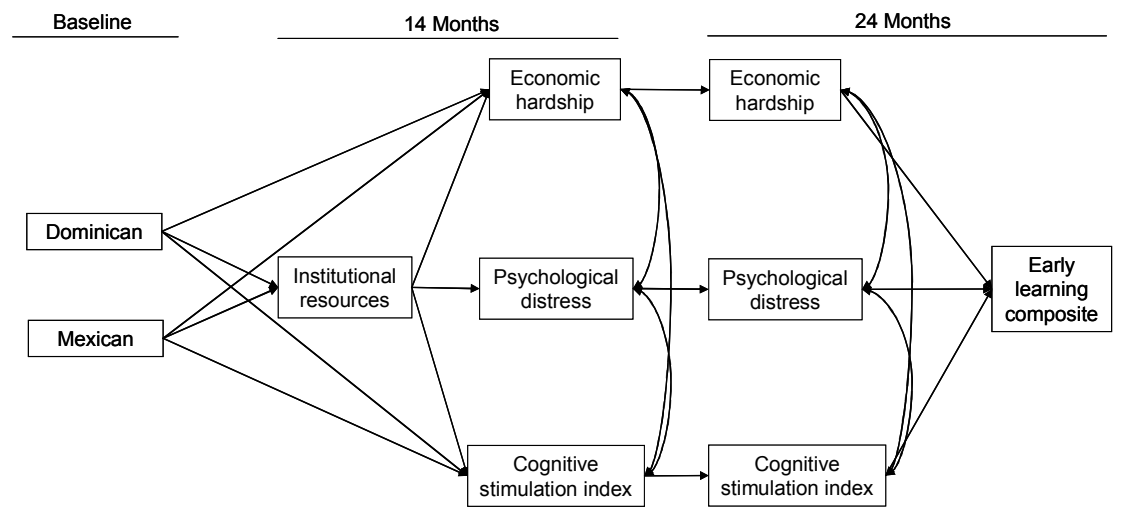 Baseline
14 Months
24 Months
Economic
hardship
Economic
hardship
Dominican
Institutional
resources
Psychological
distress
Psychological
distress
Early
learning
composite
Mexican
Cognitive
stimulation index
Cognitive
stimulation index